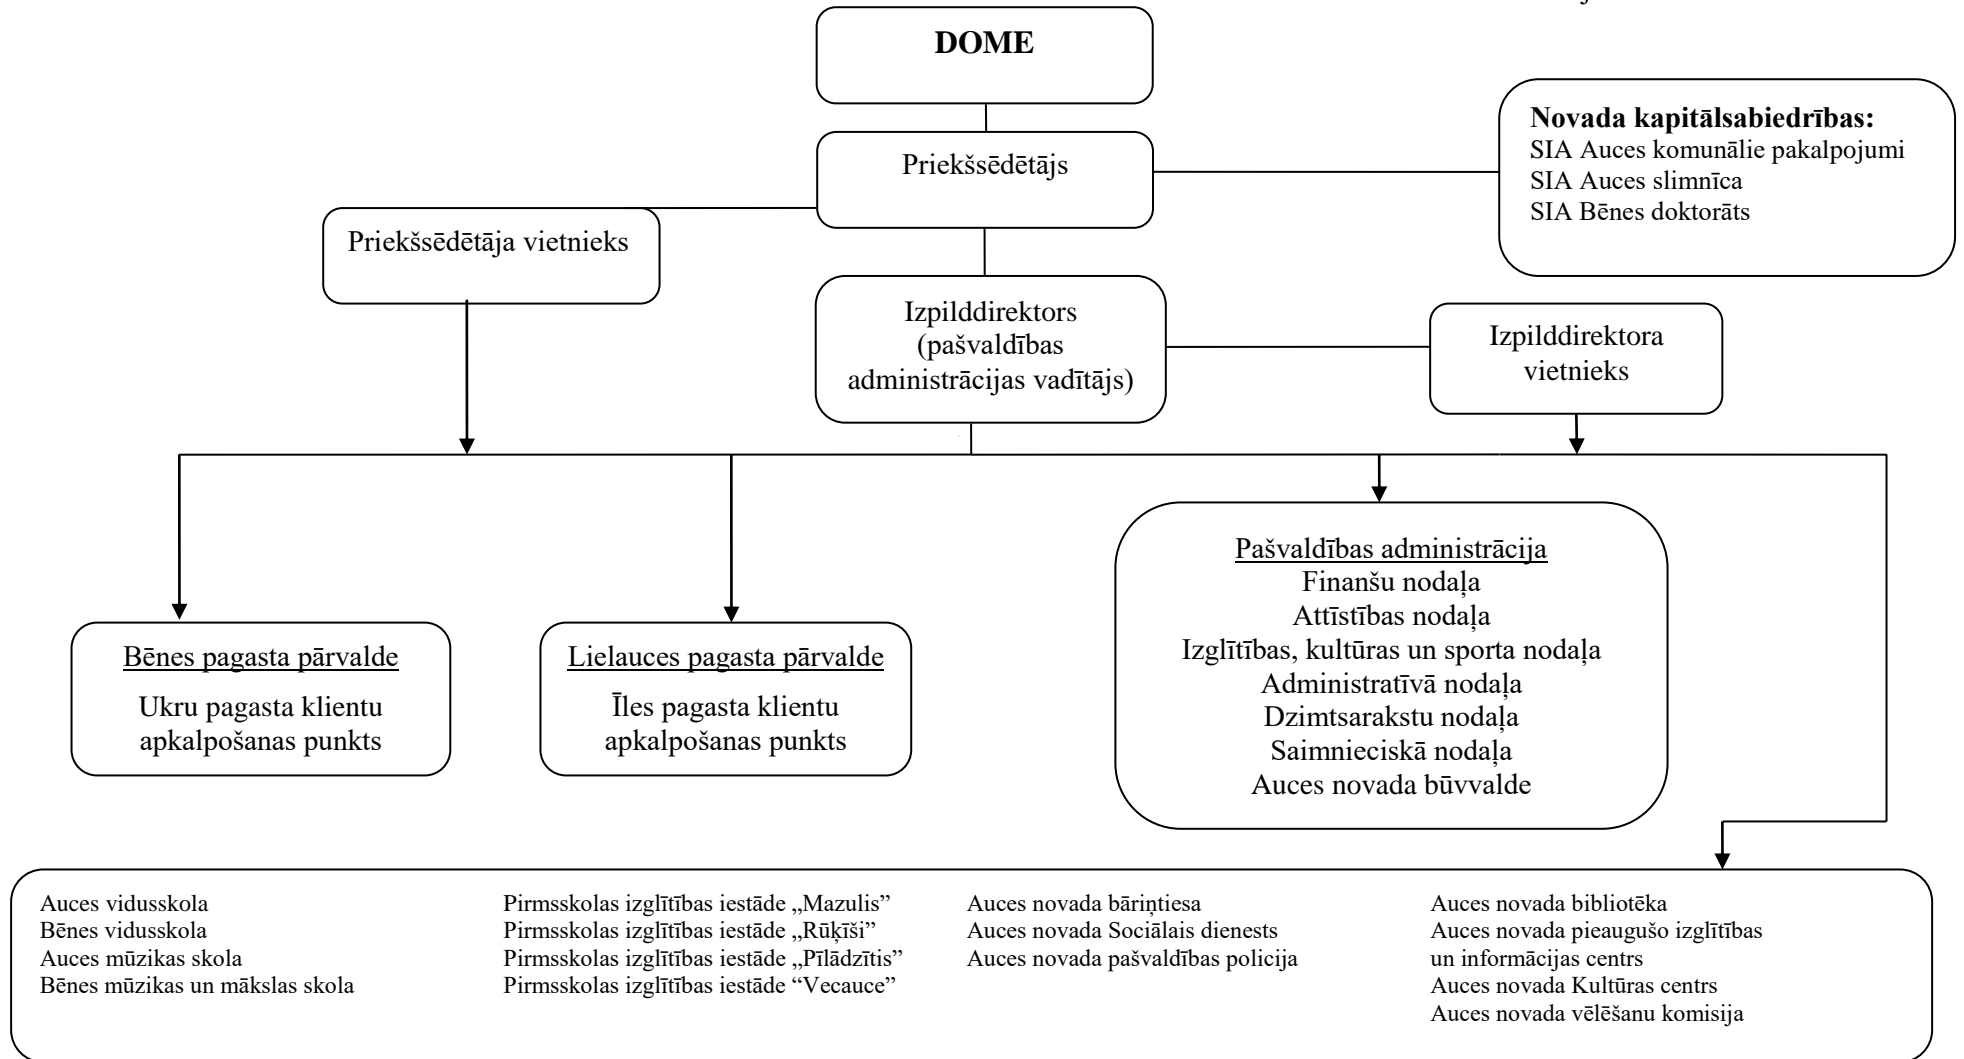 DOME
Priekšsēdētājs
Novada kapitālsabiedrības:
SIA Auces komunālie pakalpojumi
SIA Auces slimnīca
SIA Bēnes doktorāts
Priekšsēdētāja vietnieks
Izpilddirektors
(pašvaldības
administrācijas vadītājs)
Izpilddirektora
vietnieks
Bēnes pagasta pārvalde
Ukru pagasta klientu
apkalpošanas punkts
Lielauces pagasta pārvalde
Īles pagasta klientu
apkalpošanas punkts
Pašvaldības administrācija
Finanšu nodaļa
Attīstības nodaļa
Izglītības, kultūras un sporta nodaļa
Administratīvā nodaļa
Dzimtsarakstu nodaļa
Saimnieciskā nodaļa
Auces novada būvvalde
Auces vidusskola
Bēnes vidusskola
Auces mūzikas skola
Bēnes mūzikas un mākslas skola
Pirmsskolas izglītības iestāde „Mazulis”
Pirmsskolas izglītības iestāde „Rūķīši”
Pirmsskolas izglītības iestāde „Pīlādzītis”
Pirmsskolas izglītības iestāde “Vecauce”
Auces novada bāriņtiesa
Auces novada Sociālais dienests
Auces novada pašvaldības policija
Auces novada bibliotēka
Auces novada pieaugušo izglītības
un informācijas centrs
Auces novada Kultūras centrs
Auces novada vēlēšanu komisija